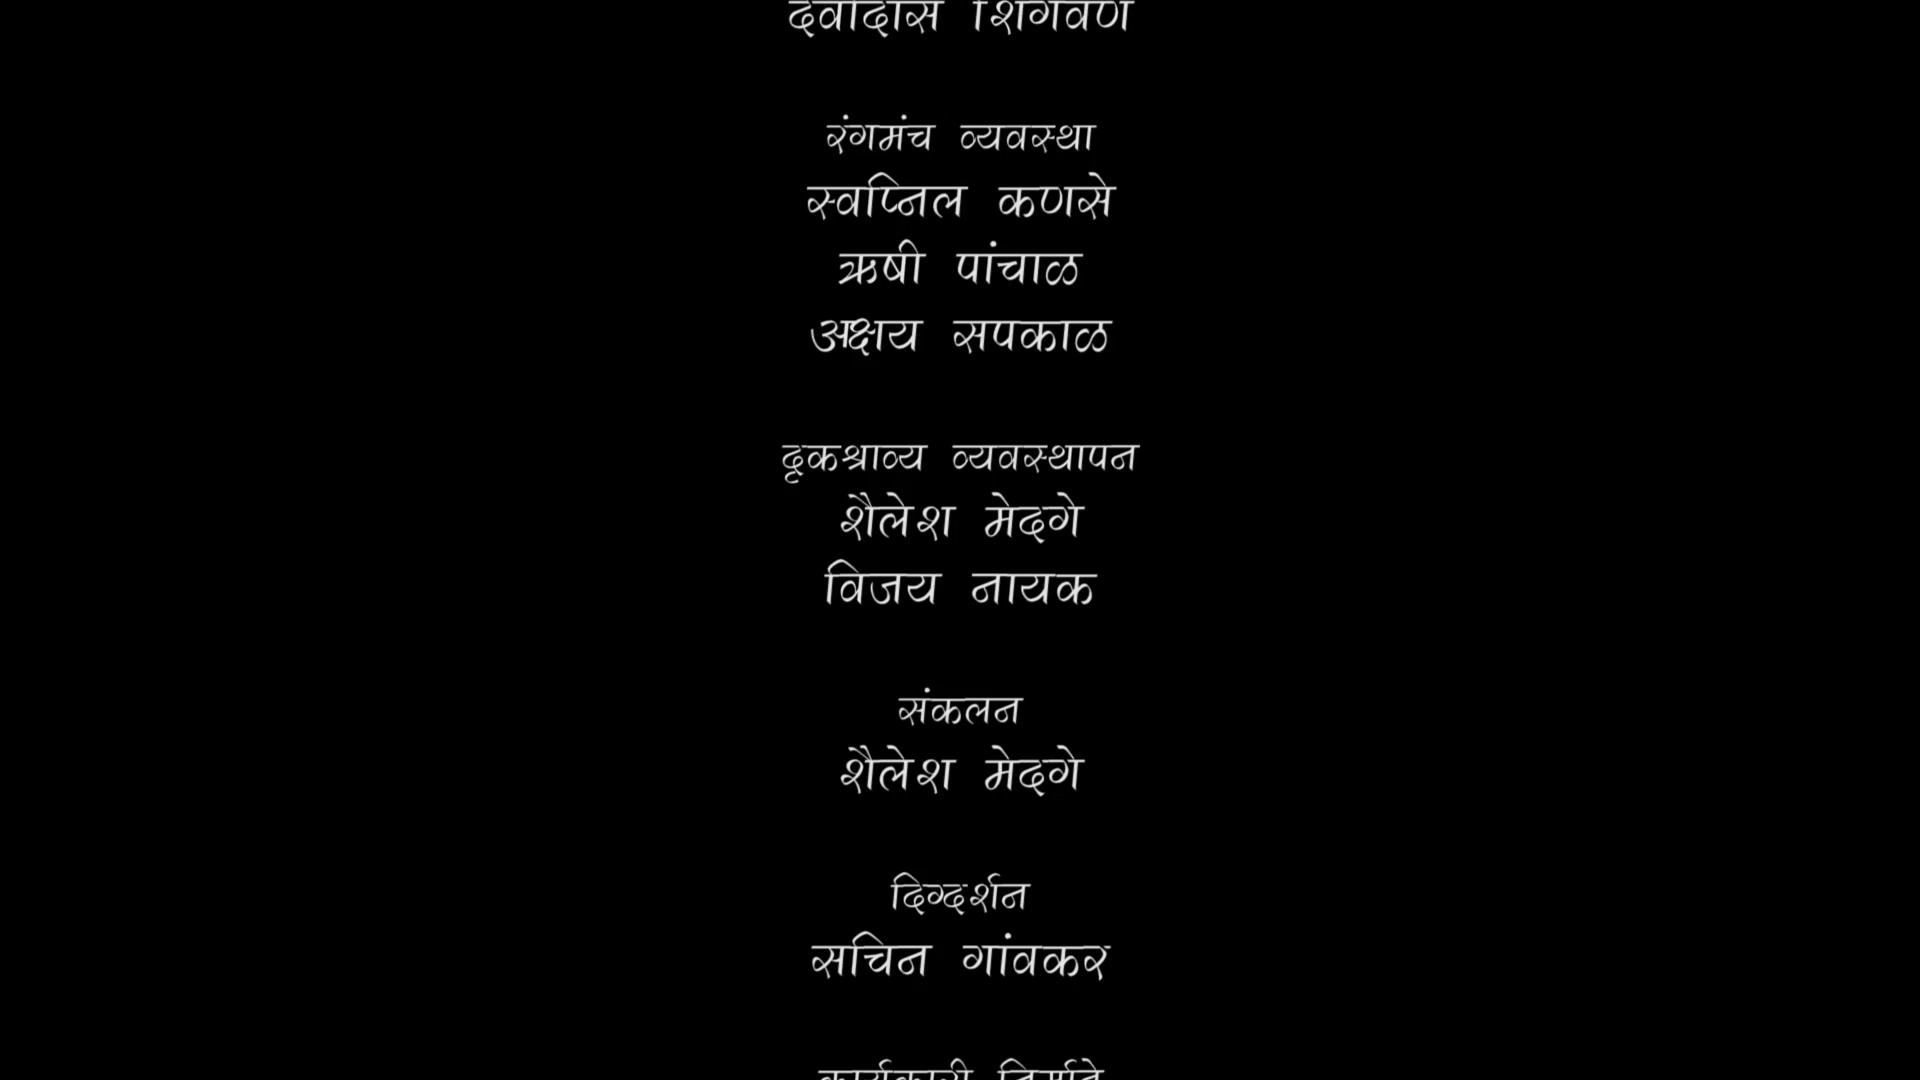 रंगमंच व्यवस्था
स्वप्निल कणसे
ऋषी पांचाळ
अक्षय सपकाळ
दृकश्राव्य व्यवस्थापन
शैलेश मेदगे
विजय नायक
संकलन
शैलेश मेदगे
दिग्दर्शन
सचिन गांवकर